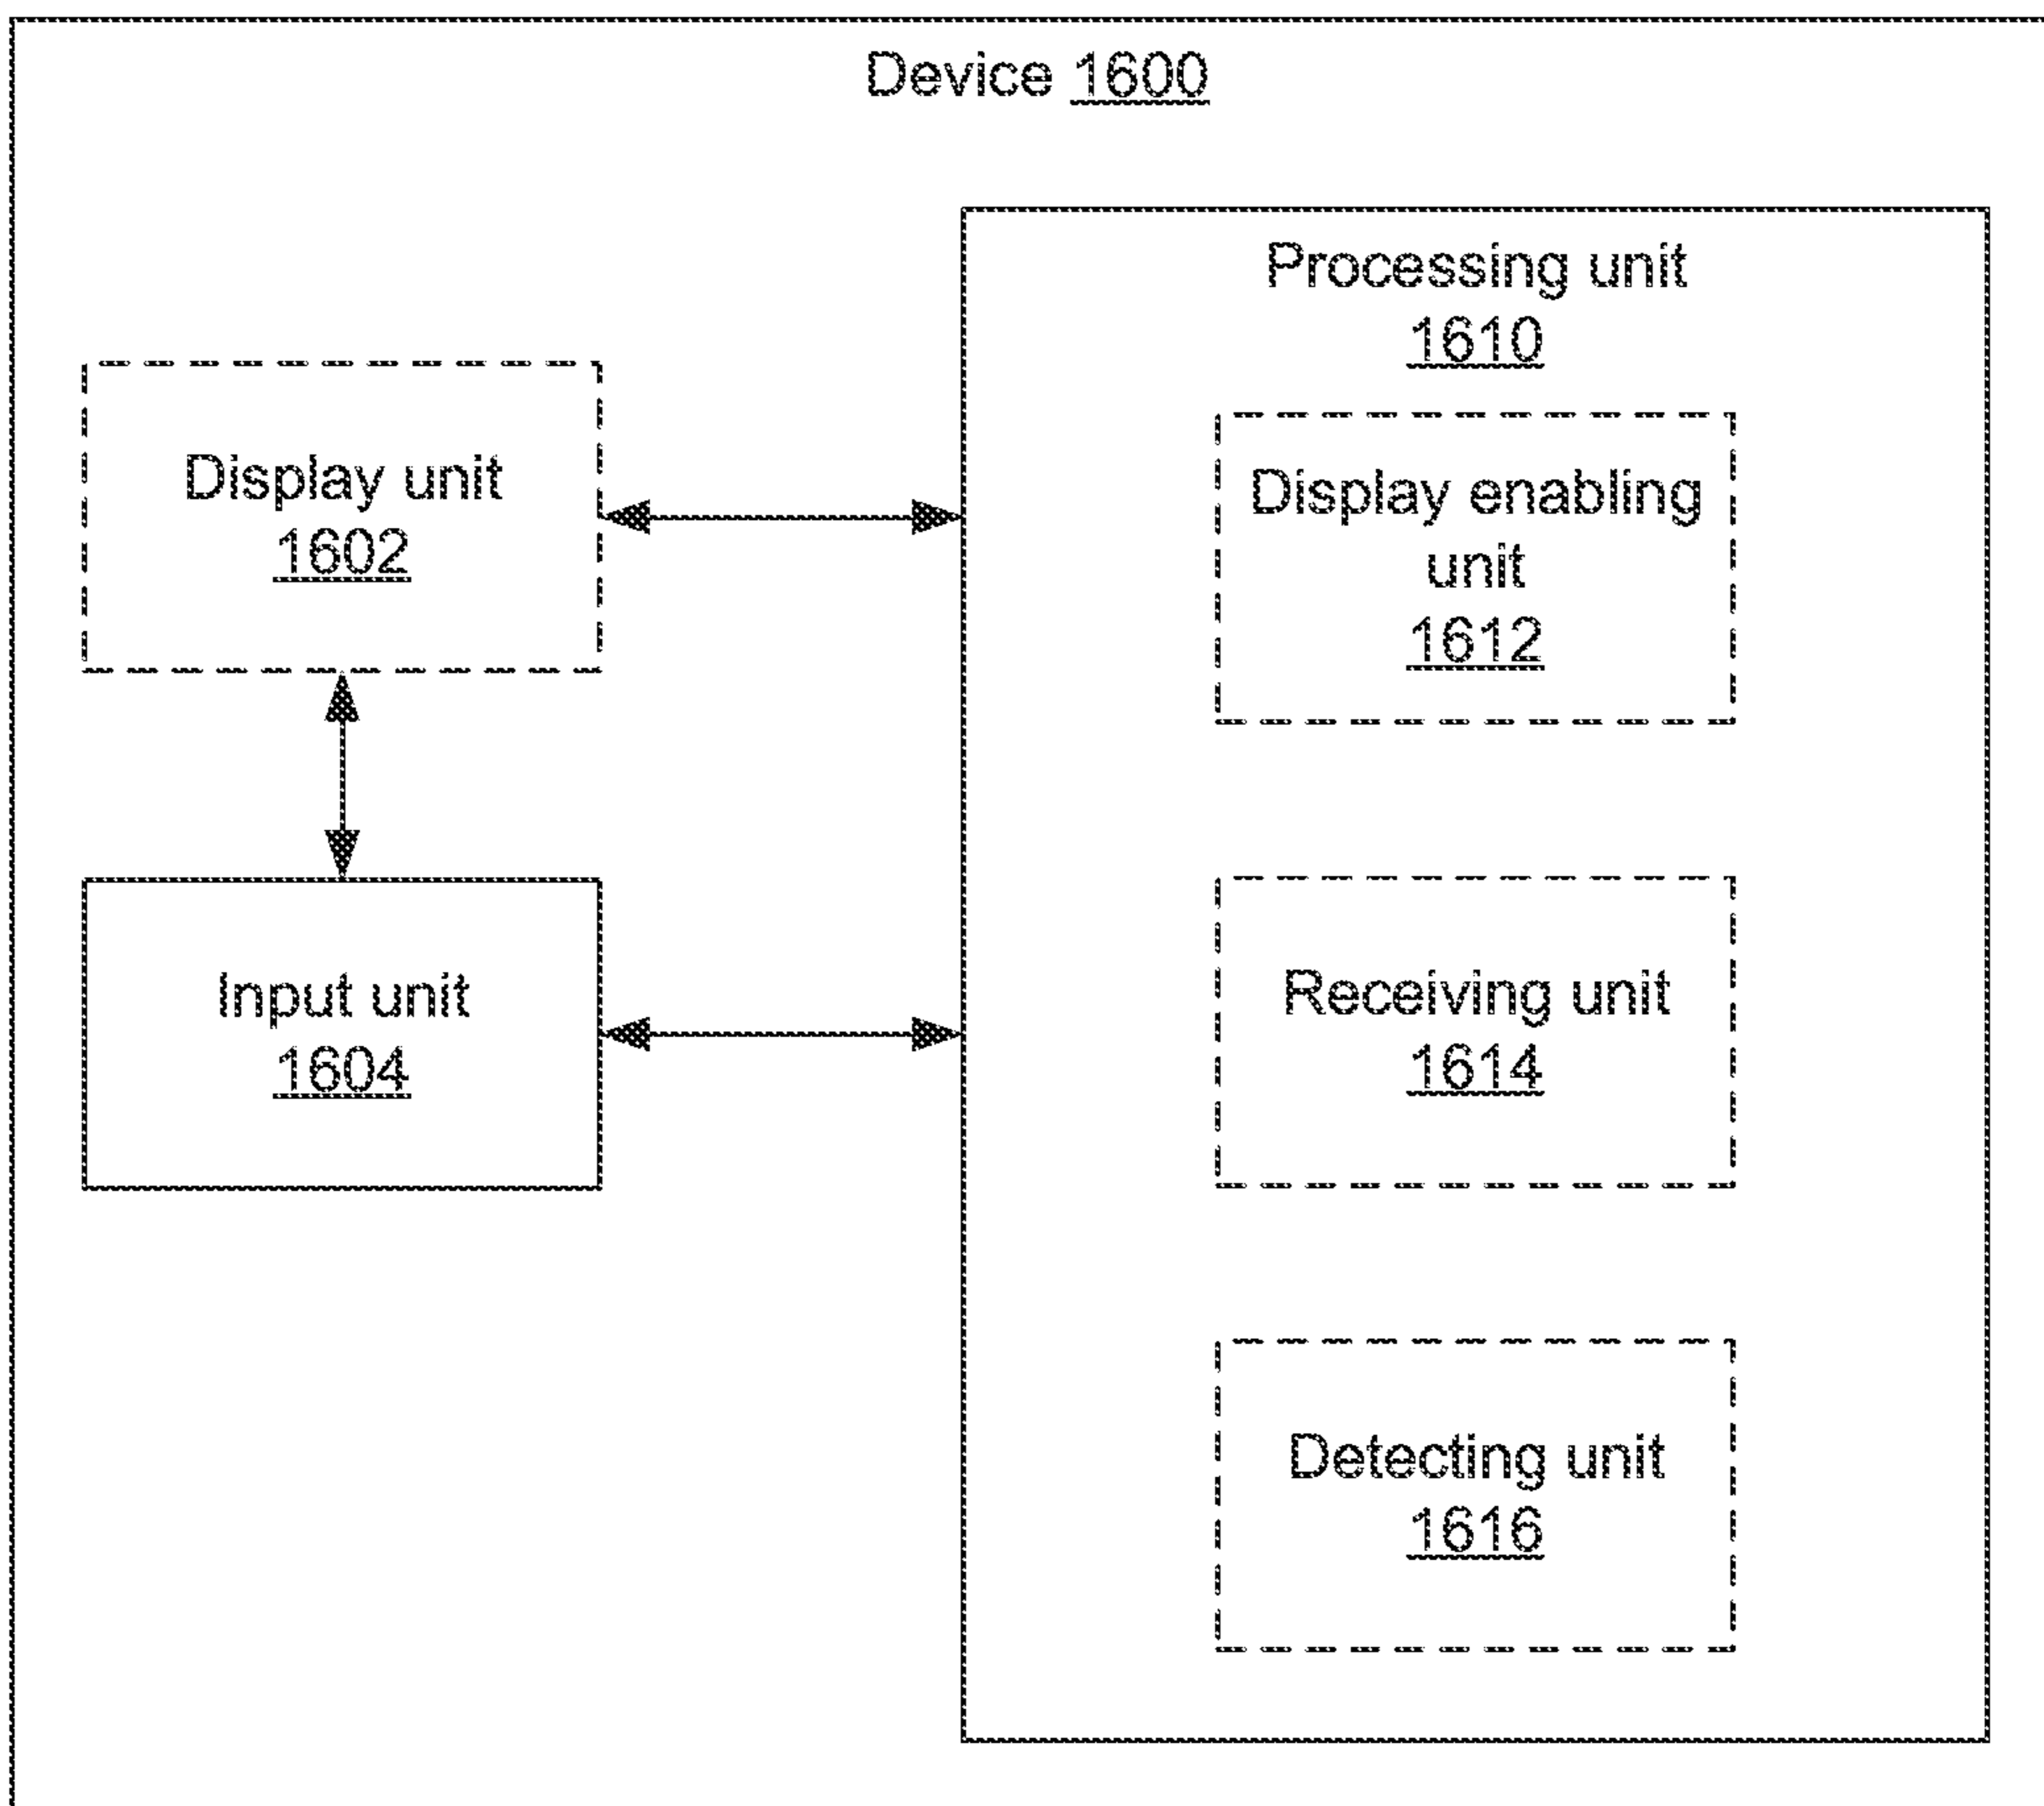 Device 1600
Processing unit
1610
Display unit
1602
Display enabling
unit
1612
Input unit
1604
Receiving unit
1614
Detecting unit
1616